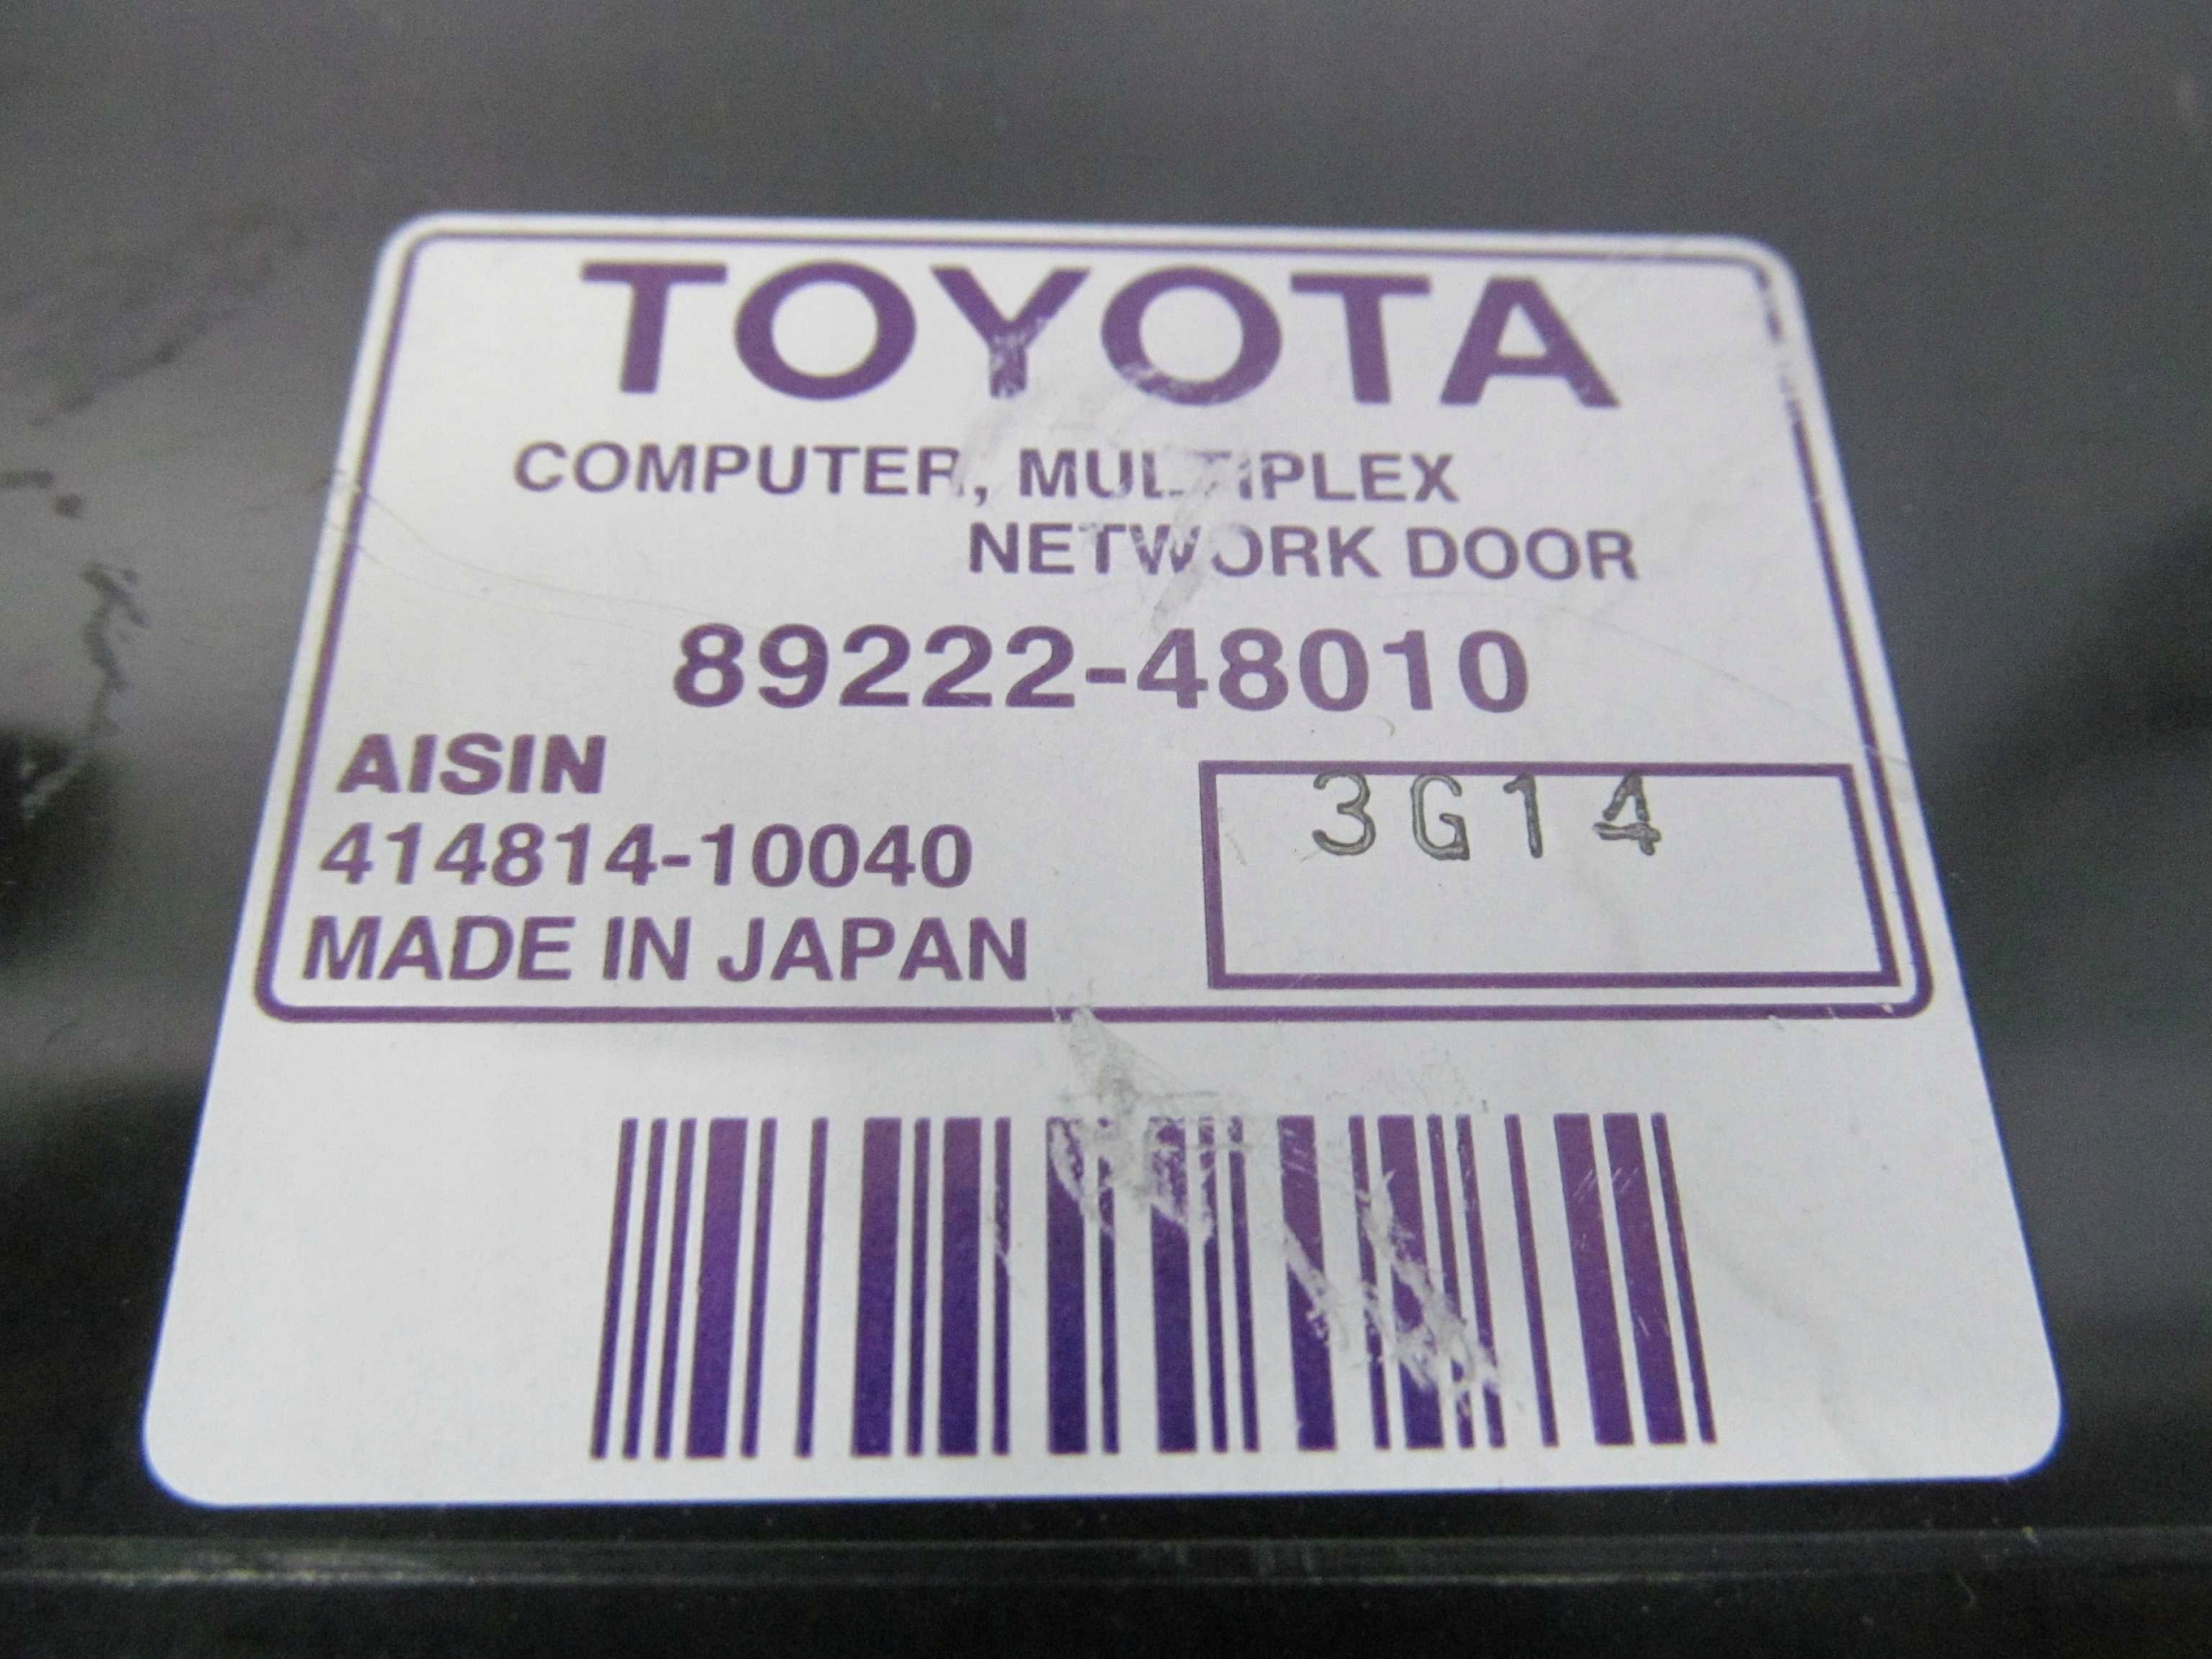 TOYOTA
COMPUTER, MULTIPLEX
NETWORK DOOR
89222-48010
AISIN
414814-10040
MADE IN JAPAN
3G14